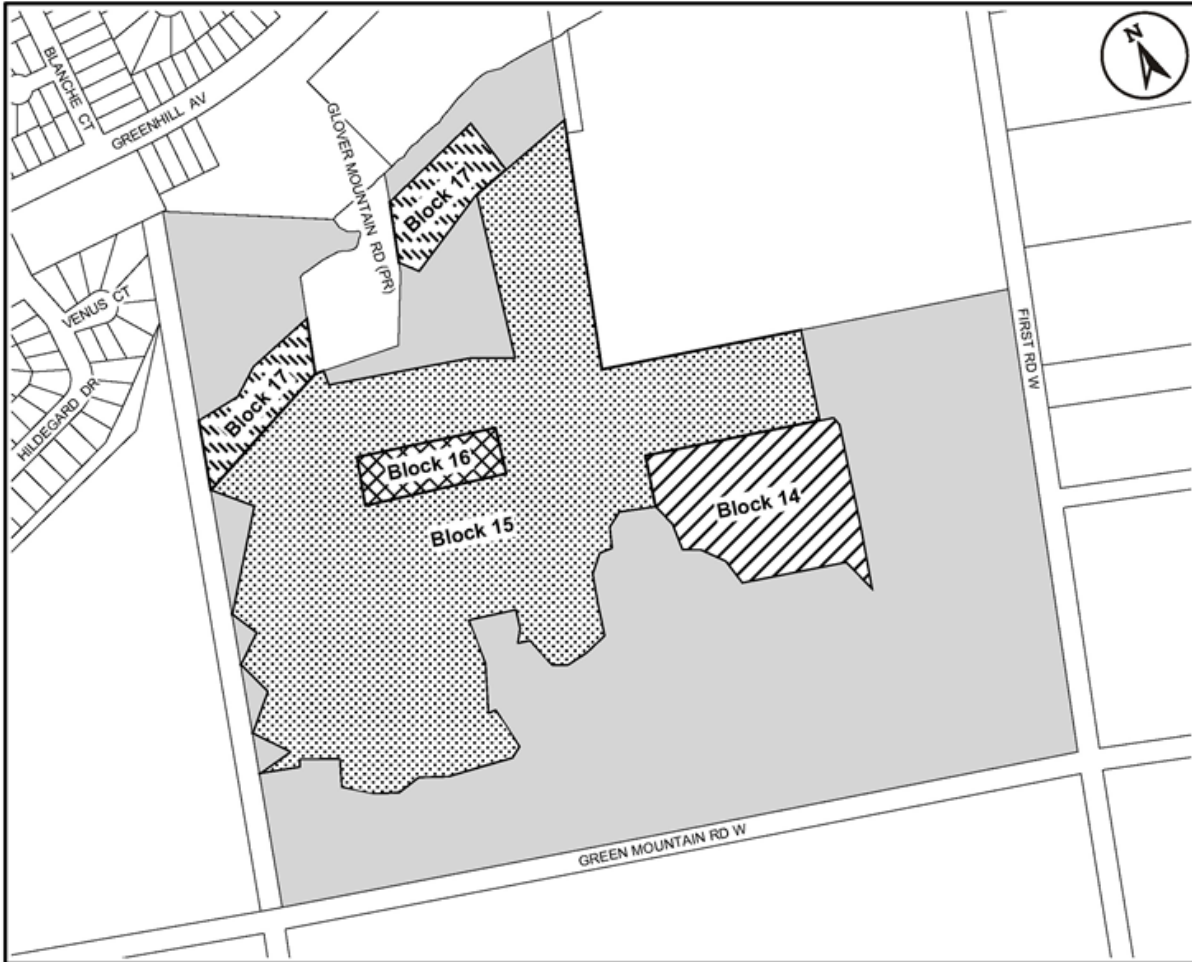 N
BLANCHE CT
GREENHILL AV
GLOVER MOUNTAIN RD (PR)
Block 17
VENUS CT
HILDEGARD DR
Block 17
FIRST RD W
Block 16
Block 14
Block 15
GREEN MOUNTAIN RD W